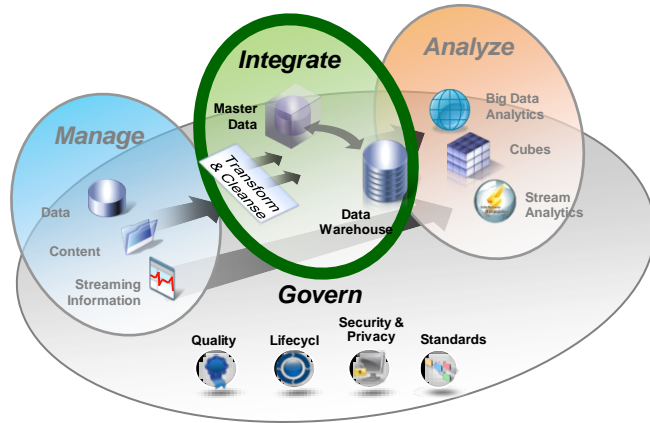 Analyze
Integrate
Big Data
Analytics
Master
Data
Manage
Cubes
Transform
& Cleanse
Stream
Analytics
Data
Data
Warehouse
Content
Streaming
Information
Govern
Quality
Lifecycl
Security &
Privacy
Standards